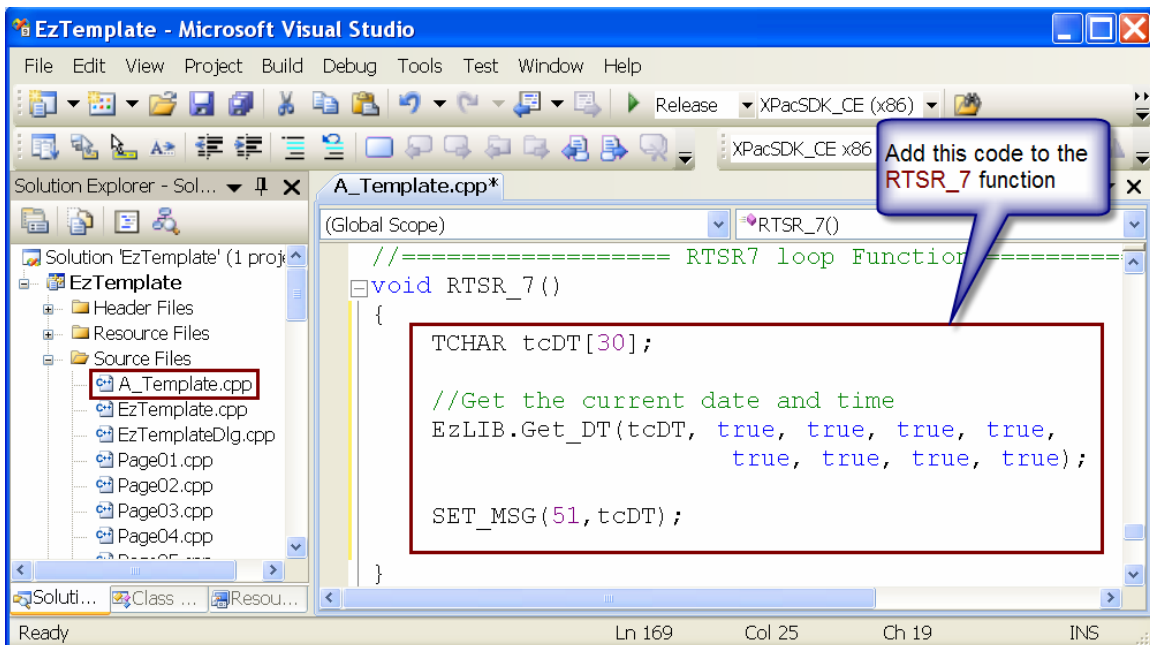 EzTemplate - Microsoft Visual Studio
File Edit View Project Build Debug Tools Test Window Help
Release XPacSDK_CE (x86)
XPacSDK_CE x86
Add this code to the
RTSR_7 function
Solution Explorer - Sol...
A_Template.cpp*
(Global Scope) RTSR_7()
Solution 'EzTemplate' (1 proje
EzTemplate
Header Files
Resource Files
Source Files
A_Template.cpp
EzTemplate.cpp
EzTemplateDlg.cpp
Page01.cpp
Page02.cpp
Page03.cpp
Page04.cpp
//================== RTSR7 loop Function =========
void RTSR_7()
{
TCHAR tcDT[30];
//Get the current date and time
EzLIB.Get_DT(tcDT, true, true, true, true,
true, true, true, true);
SET_MSG(51,tcDT);
}
Soluti... Class ... Resou...
Ready Ln 169 Col 25 Ch 19 INS